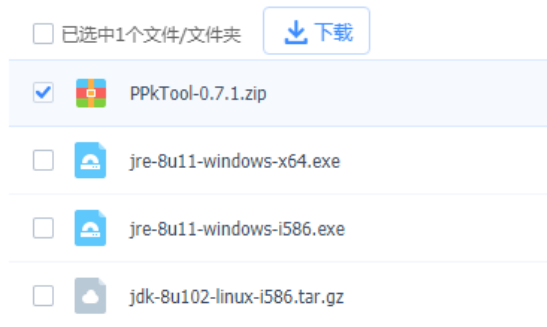 已选中1个文件/文件夹 下载
PPkTool-0.7.1.zip
jre-8u11-windows-x64.exe
jre-8u11-windows-i586.exe
jdk-8u102-linux-i586.tar.gz